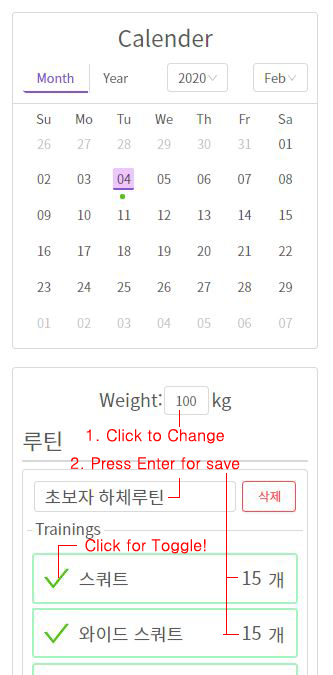 Calender
Month Year 2020 Feb
Su Mo Tu We Th Fr Sa
26 27 28 29 30 31 01
02 03 04 05 06 07 08
09 10 11 12 13 14 15
16 17 18 19 20 21 22
23 24 25 26 27 28 29
01 02 03 04 05 06 07
Weight: 100 kg
1. Click to Change
루틴
2. Press Enter for save
초보자 하체루틴 삭제
Trainings
Click for Toggle!
스쿼트 15 개
와이드 스쿼트 15 개